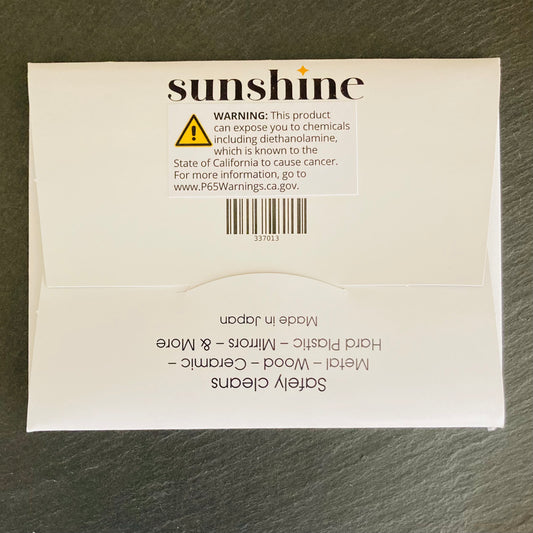 sunshine
WARNING: This product
can expose you to chemicals
including diethanolamine,
which is known to the
State of California to cause cancer.
For more information, go to
www.P65Warnings.ca.gov.
337013
Safely cleans
Metal – Wood – Ceramic –
Hard Plastic – Mirrors – & More
Made in Japan